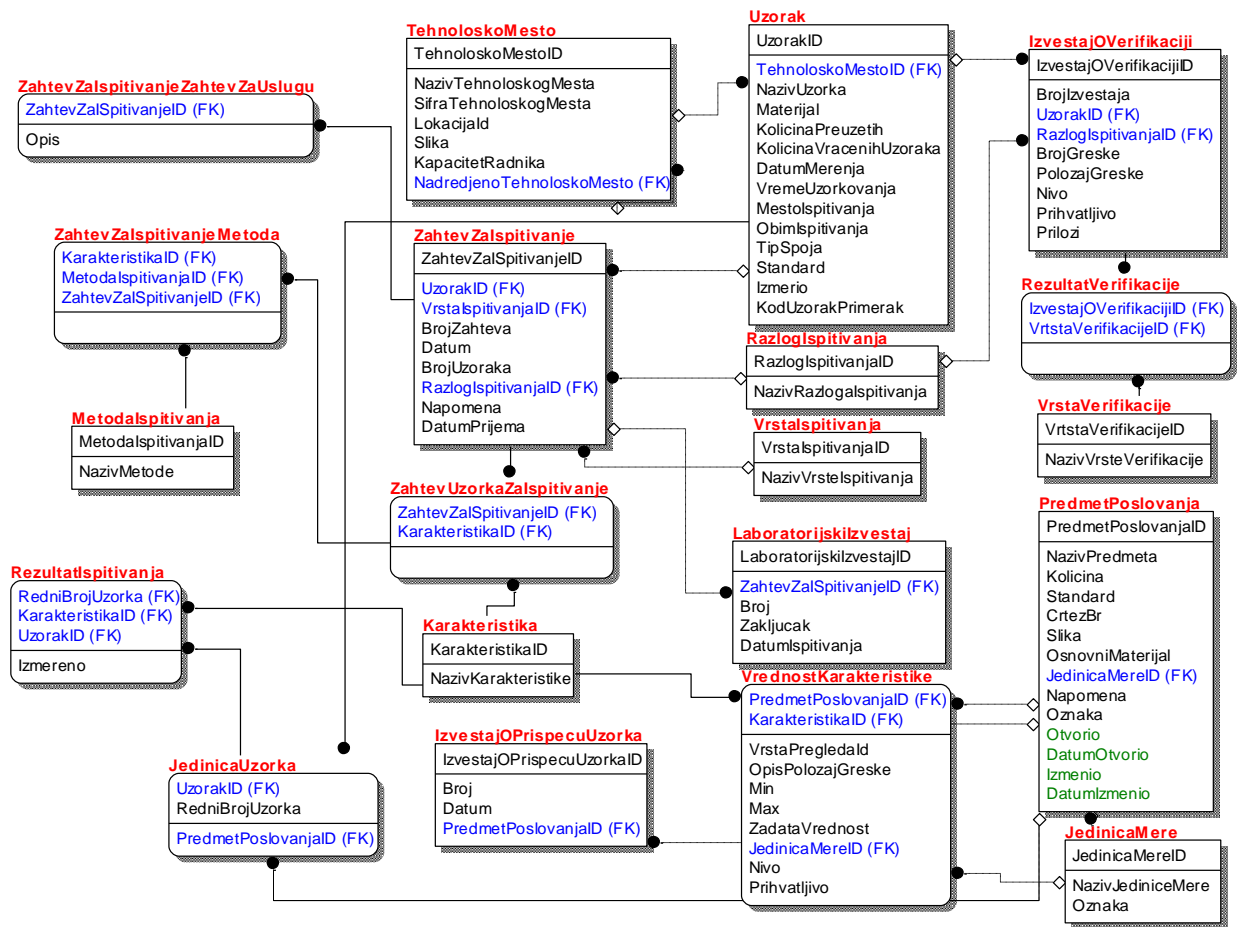 ZahtevZaIspitivanjeZahtevZaUslugu
ZahtevZaISpitivanjeID (FK)
Opis
TehnoloskoMesto
TehnoloskoMestoID
NazivTehnoloskogMesta
SifraTehnoloskogMesta
LokacijaId
Slika
KapacitetRadnika
NadredjenoTehnoloskoMesto (FK)
Uzorak
UzorakID
TehnoloskoMestoID (FK)
NazivUzorka
Materijal
KolicinaPreuzetih
KolicinaVracenihUzoraka
DatumMerenja
VremeUzorkovanja
MestoIspitivanja
ObimIspitivanja
TipSpoja
Standard
Izmerio
KodUzorakPrimerak
IzvestajOVerifikaciji
IzvestajOVerifikacijiID
BrojIzvestaja
UzorakID (FK)
RazlogIspitivanjaID (FK)
BrojGreske
PolozajGreske
Nivo
Prihvatljivo
Prilozi
ZahtevZaIspitivanjeMetoda
KarakteristikaID (FK)
MetodaIspitivanjaID (FK)
ZahtevZaISpitivanjeID (FK)
ZahtevZaIspitivanje
ZahtevZaISpitivanjeID
UzorakID (FK)
VrstaIspitivanjaID (FK)
BrojZahteva
Datum
BrojUzoraka
RazlogIspitivanjaID (FK)
Napomena
DatumPrijema
RezultatVerifikacije
IzvestajOVerifikacijiID (FK)
VrtstaVerifikacijeID (FK)
RazlogIspitivanja
RazlogIspitivanjaID
NazivRazlogaIspitivanja
MetodaIspitivanja
MetodaIspitivanjaID
NazivMetode
VrstaIspitivanja
VrstaIspitivanjaID
NazivVrsteIspitivanja
VrstaVerifikacije
VrtstaVerifikacijeID
NazivVrsteVerifikacije
ZahtevUzorkaZaIspitivanje
ZahtevZaISpitivanjeID (FK)
KarakteristikaID (FK)
PredmetPoslovanja
PredmetPoslovanjaID
NazivPredmeta
Kolicina
Standard
CrtezBr
Slika
OsnovniMaterijal
JedinicaMereID (FK)
Napomena
Oznaka
Otvorio
DatumOtvorio
Izmenio
DatumIzmenio
LaboratorijskiIzvestaj
LaboratorijskiIzvestajID
ZahtevZaISpitivanjeID (FK)
Broj
Zakljucak
DatumIspitivanja
RezultatIspitivanja
RedniBrojUzorka (FK)
KarakteristikaID (FK)
UzorakID (FK)
Izmereno
Karakteristika
KarakteristikaID
NazivKarakteristike
VrednostKarakteristike
PredmetPoslovanjaID (FK)
KarakteristikaID (FK)
VrstaPregledaId
OpisPolozajGreske
Min
Max
ZadataVrednost
JedinicaMereID (FK)
Nivo
Prihvatljivo
IzvestajOPrispecuUzorka
IzvestajOPrispecuUzorkaID
Broj
Datum
PredmetPoslovanjaID (FK)
JedinicaUzorka
UzorakID (FK)
RedniBrojUzorka
PredmetPoslovanjaID (FK)
JedinicaMere
JedinicaMereID
NazivJediniceMere
Oznaka